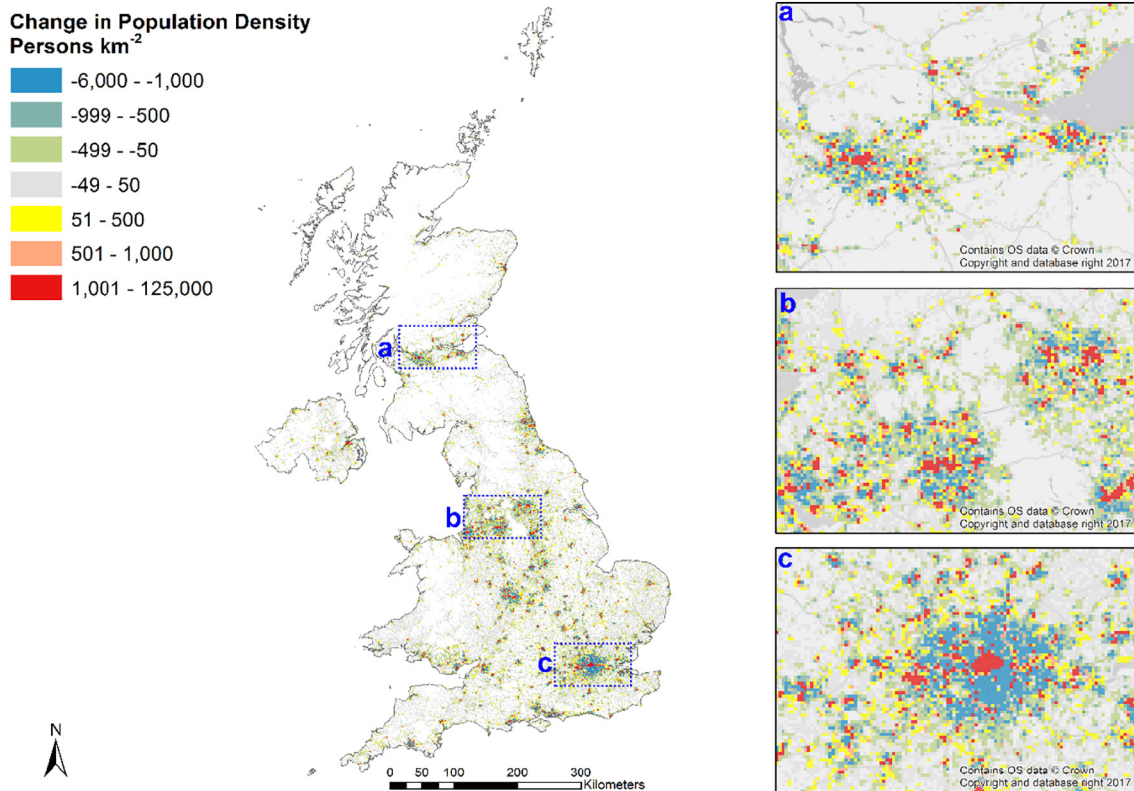 Change in Population Density
Persons km-2
-6,000 - -1,000
-999 - -500
-499 - -50
-49 - 50
51 - 500
501 - 1,000
1,001 - 125,000
a
b
c
N
0 50 100 200 300
Kilometers
a
Contains OS data © Crown
Copyright and database right 2017
b
Contains OS data © Crown
Copyright and database right 2017
c
Contains OS data © Crown
Copyright and database right 2017